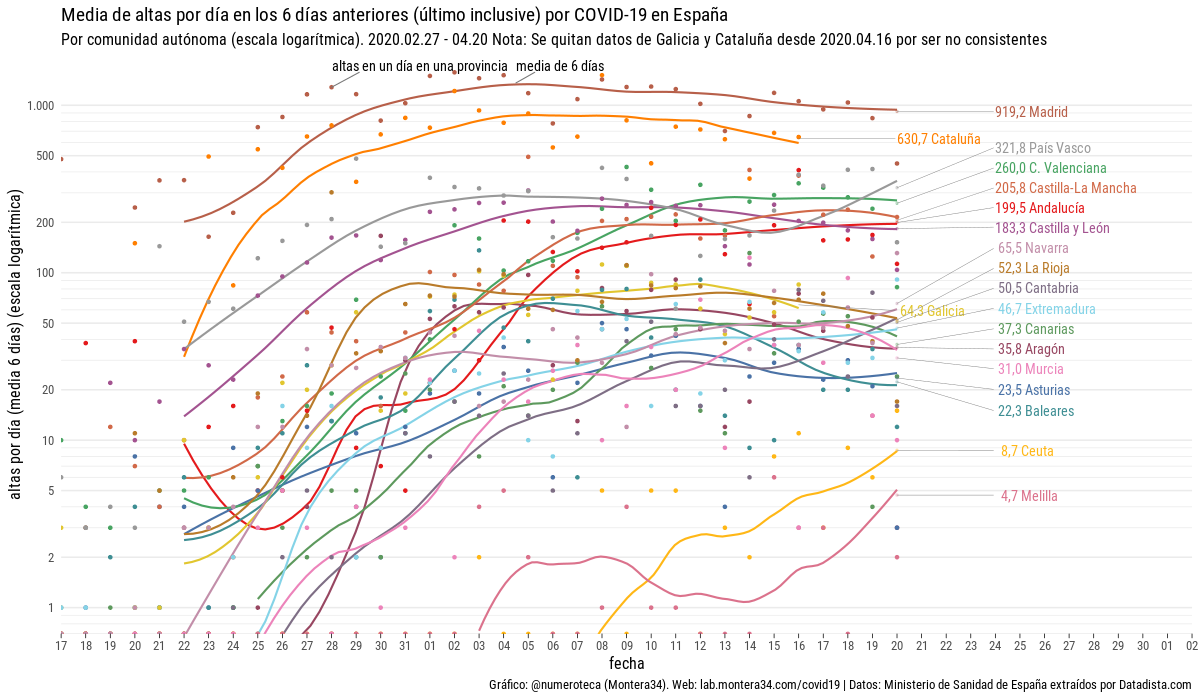 Media de altas por día en los 6 días anteriores (último inclusive) por COVID-19 en España
Por comunidad autónoma (escala logarítmica). 2020.02.27 - 04.20 Nota: Se quitan datos de Galicia y Cataluña desde 2020.04.16 por ser no consistentes
altas en un día en una provincia media de 6 días
altas por día (media 6 días) (escala logarítmica)
1.000
500
200
100
50
20
10
5
2
1
919,2 Madrid
630,7 Cataluña
321,8 País Vasco
260,0 C. Valenciana
205,8 Castilla-La Mancha
199,5 Andalucía
183,3 Castilla y León
65,5 Navarra
52,3 La Rioja
50,5 Cantabria
64,3 Galicia
46,7 Extremadura
37,3 Canarias
35,8 Aragón
31,0 Murcia
23,5 Asturias
22,3 Baleares
8,7 Ceuta
4,7 Melilla
17 18 19 20 21 22 23 24 25 26 27 28 29 30 31 01 02 03 04 05 06 07 08 09 10 11 12 13 14 15 16 17 18 19 20 21 22 23 24 25 26 27 28 29 30 01 02
fecha
Gráfico: @numeroteca (Montera34). Web: lab.montera34.com/covid19 | Datos: Ministerio de Sanidad de España extraídos por Datadista.com